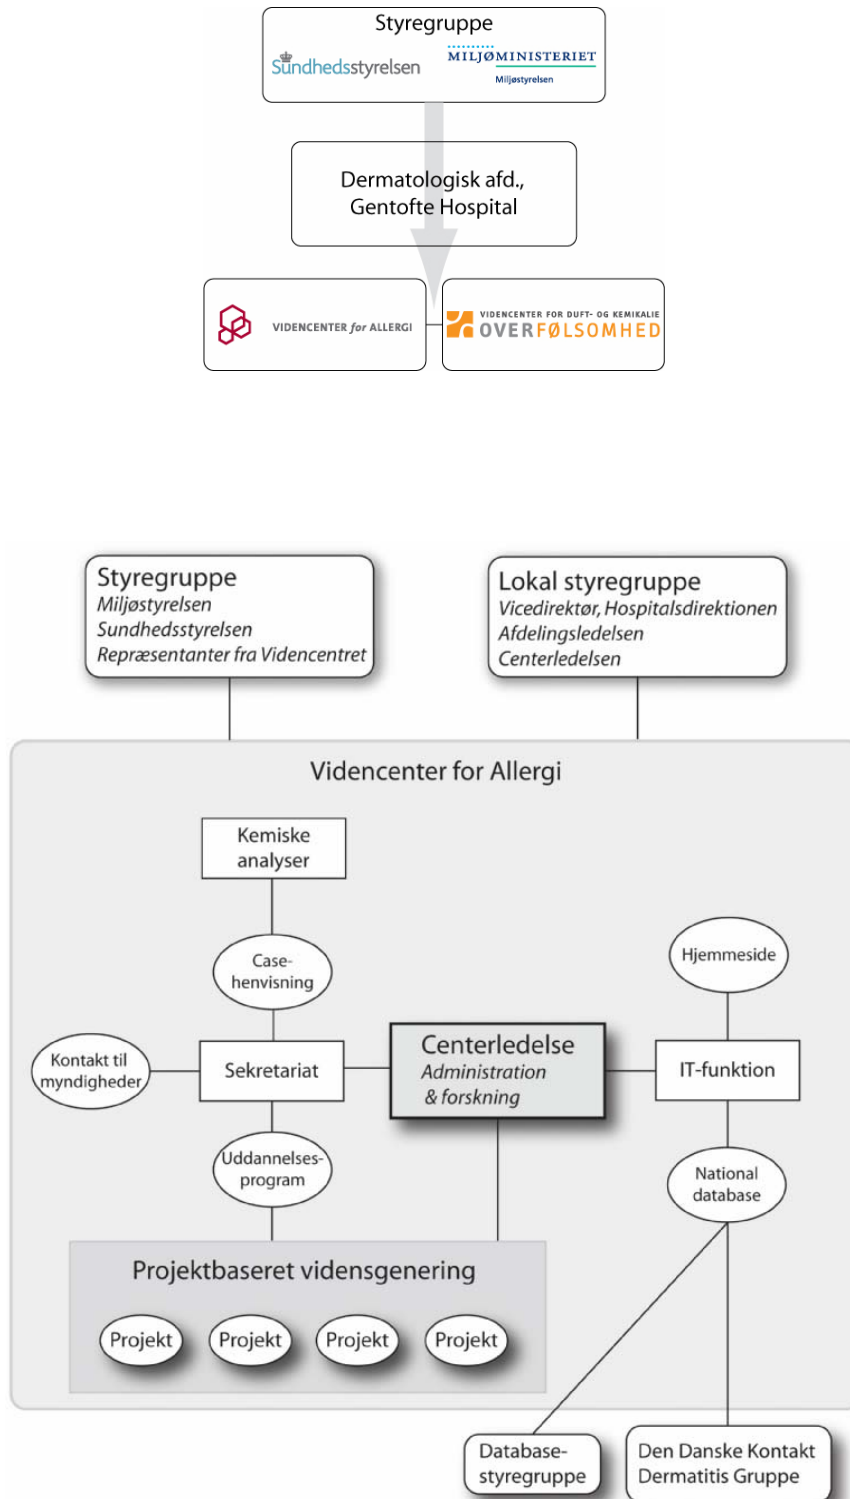 Styregruppe
Sundhedsstyrelsen
MILJØMINISTERIET
Miljøstyrelsen
Dermatologisk afd.,
Gentofte Hospital
VIDENCENTER for ALLERGI
VIDENCENTER FOR DUFT- OG KEMIKALIE
OVERFØLSOMHED
Styregruppe
Miljøstyrelsen
Sundhedsstyrelsen
Repræsentanter fra Videncentret
Lokal styregruppe
Vicedirektør, Hospitalsdirektionen
Afdelingsledelsen
Centerledelsen
Videncenter for Allergi
Kemiske
analyser
Case-
henvisning
Hjemmeside
Kontakt til
myndigheder
Sekretariat
Centerledelse
Administration
& forskning
IT-funktion
Uddannelses-
program
National
database
Projektbaseret vidensgenering
Projekt
Projekt
Projekt
Projekt
Database-
styregruppe
Den Danske Kontakt
Dermatitis Gruppe